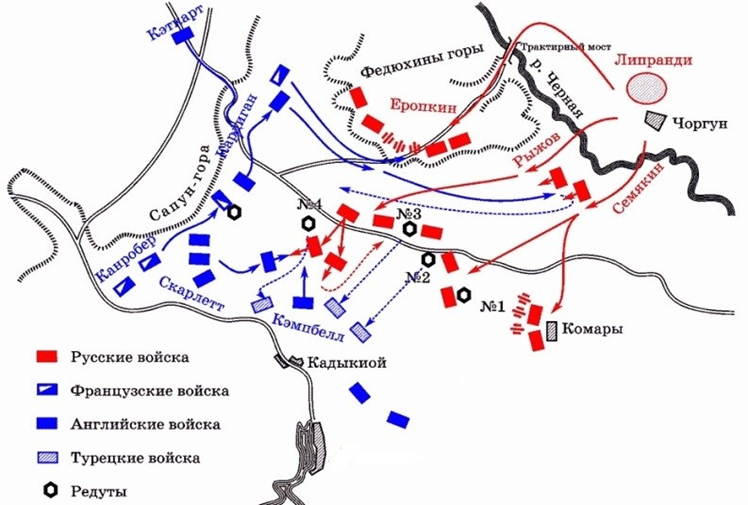 Кэткарт
Трактирный мост
Федюхины горы
р. Черная
Липранди
Кардиган
Еропкин
Чоргун
Рыжов
Сапун-гора
Семякин
№4
№3
Канробер
№2
Скарлетт
№1
Кэмпбелл
Комары
Кадыкиой
Русские войска
Французские войска
Английские войска
Турецкие войска
Редуты